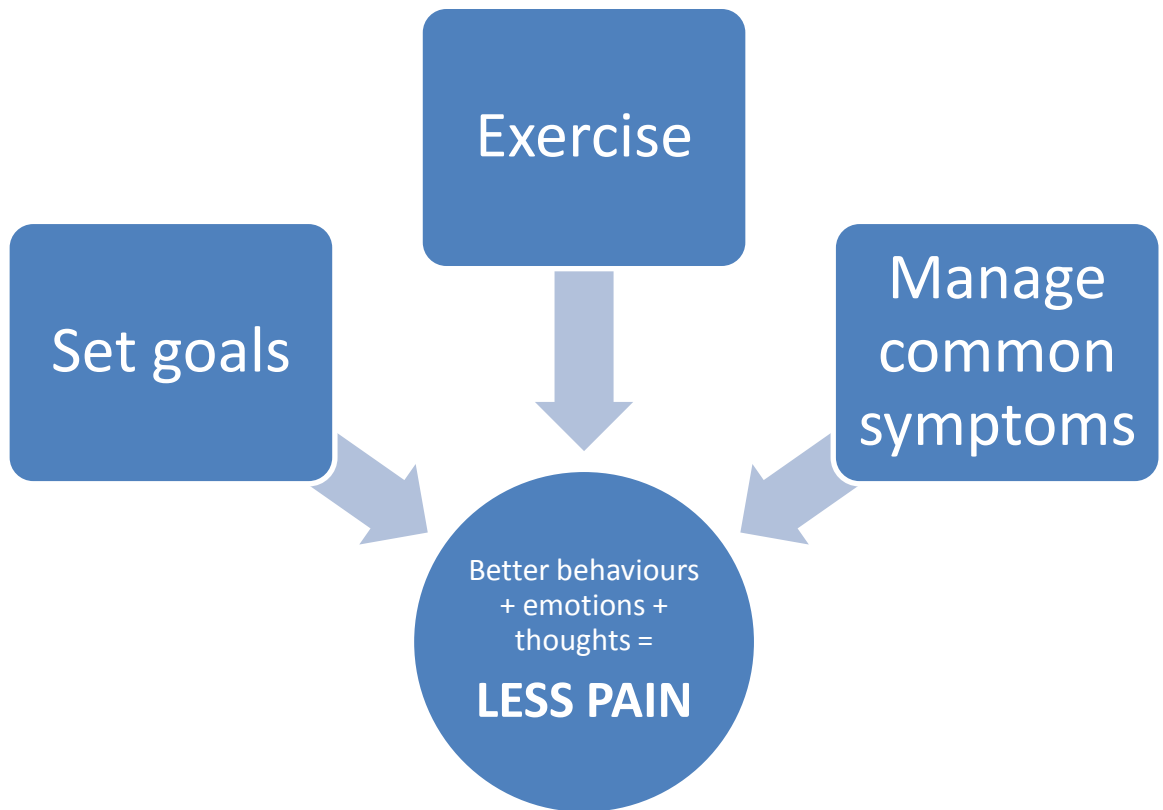 Exercise
Set goals
Manage
common
symptoms
Better behaviours
+ emotions +
thoughts =
LESS PAIN